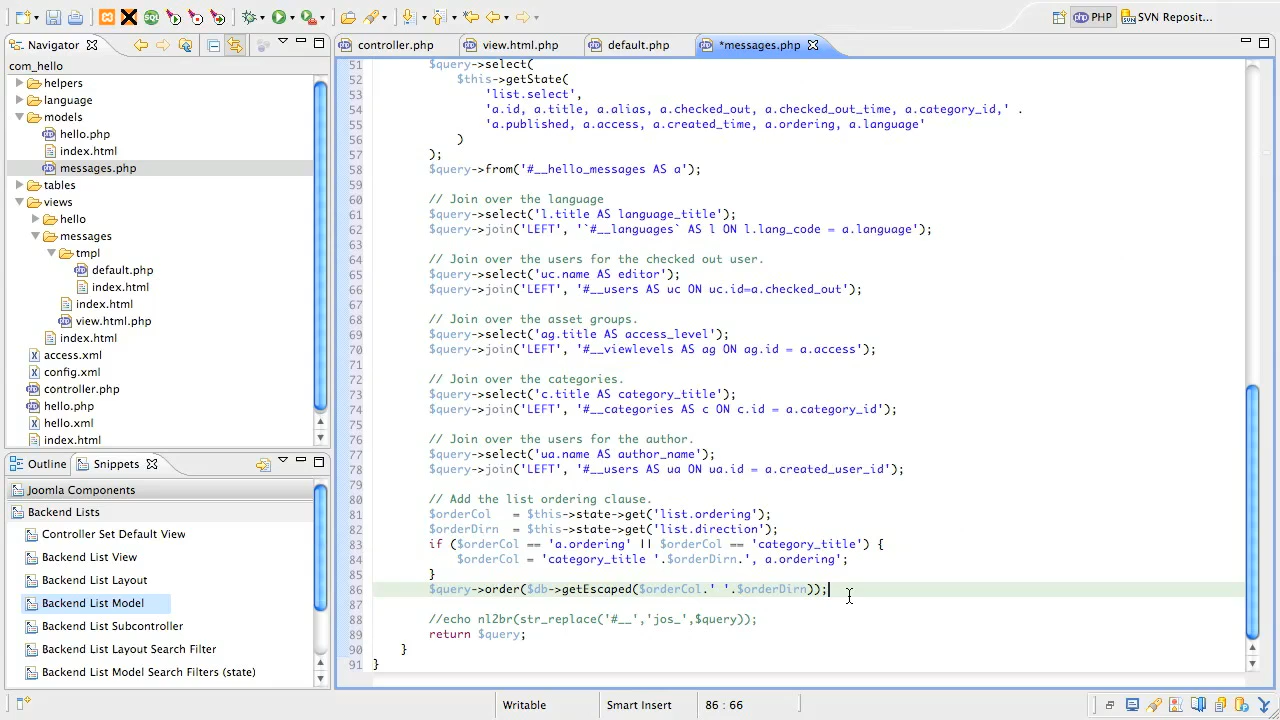 PHP
SVN Reposit...
Navigator
controller.php
view.html.php
default.php
*messages.php
com_hello
helpers
language
models
hello.php
index.html
messages.php
tables
views
hello
messages
tmpl
default.php
index.html
index.html
view.html.php
index.html
access.xml
config.xml
controller.php
hello.php
hello.xml
index.html
Outline
Snippets
Joomla Components
Backend Lists
Controller Set Default View
Backend List View
Backend List Layout
Backend List Model
Backend List Subcontroller
Backend List Layout Search Filter
Backend List Model Search Filters (state)
51 $query->select(
52 $this->getState(
53 'list.select',
54 'a.id, a.title, a.alias, a.checked_out, a.checked_out_time, a.category_id,' .
55 'a.published, a.access, a.created_time, a.ordering, a.language'
56 )
57 );
58 $query->from('#__hello_messages AS a');
59
60 // Join over the language
61 $query->select('l.title AS language_title');
62 $query->join('LEFT', '`#__languages` AS l ON l.lang_code = a.language');
63
64 // Join over the users for the checked out user.
65 $query->select('uc.name AS editor');
66 $query->join('LEFT', '#__users AS uc ON uc.id=a.checked_out');
67
68 // Join over the asset groups.
69 $query->select('ag.title AS access_level');
70 $query->join('LEFT', '#__viewlevels AS ag ON ag.id = a.access');
71
72 // Join over the categories.
73 $query->select('c.title AS category_title');
74 $query->join('LEFT', '#__categories AS c ON c.id = a.category_id');
75
76 // Join over the users for the author.
77 $query->select('ua.name AS author_name');
78 $query->join('LEFT', '#__users AS ua ON ua.id = a.created_user_id');
79
80 // Add the list ordering clause.
81 $orderCol = $this->state->get('list.ordering');
82 $orderDirn = $this->state->get('list.direction');
83 if ($orderCol == 'a.ordering' || $orderCol == 'category_title') {
84 $orderCol = 'category_title '.$orderDirn.', a.ordering';
85 }
86 $query->order($db->getEscaped($orderCol.' '.$orderDirn));
87
88 //echo nl2br(str_replace('#__','jos_',$query));
89 return $query;
90 }
91 }
Writable
Smart Insert
86 : 66